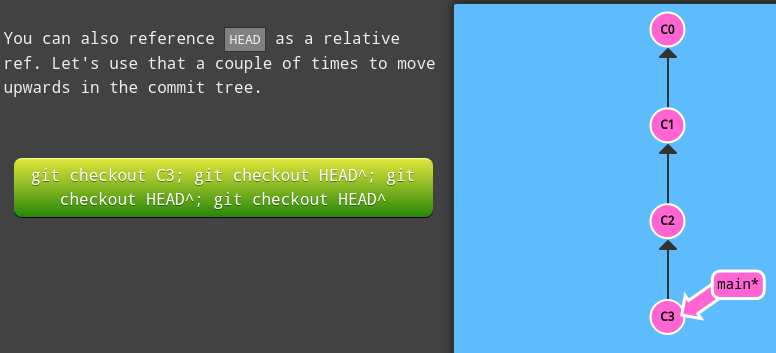 You can also reference HEAD as a relative
ref. Let's use that a couple of times to move
upwards in the commit tree.
git checkout C3; git checkout HEAD^; git
checkout HEAD^; git checkout HEAD^
C0
C1
C2
main*
C3